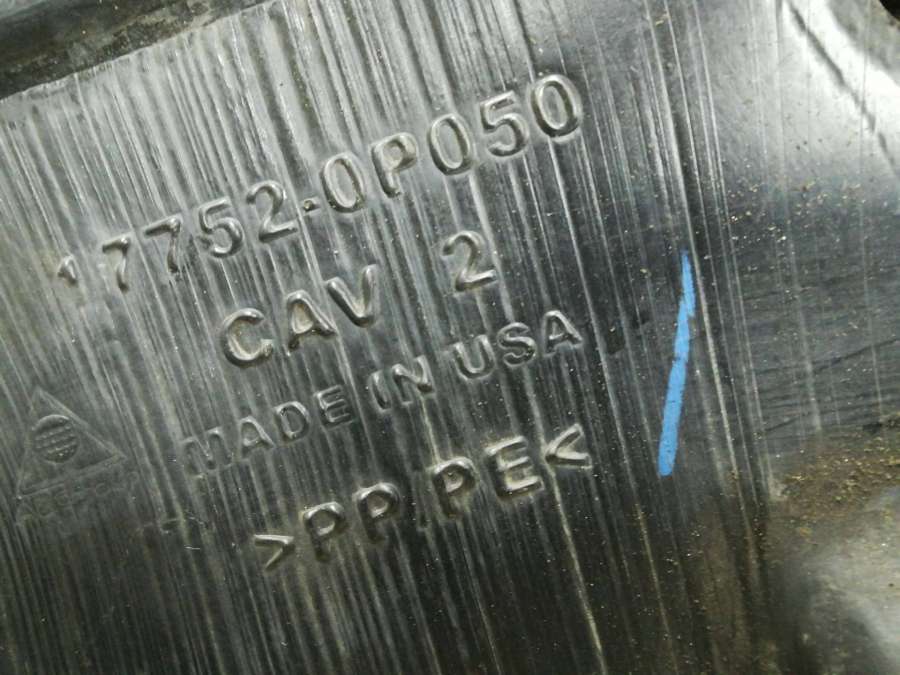 17752-0P050
CAV 2
MADE IN USA
>PP.PE<